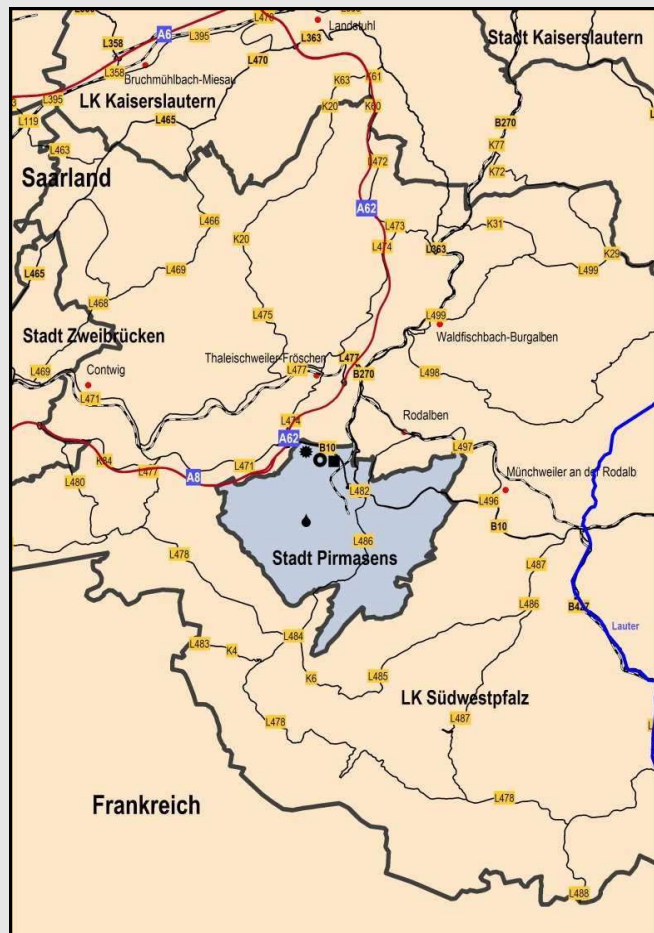 L470
Landstuhl
L358
A6
L395
L363
Stadt Kaiserslautern
L358
L470
Bruchmühlbach-Miesau
K63
K61
L395
LK Kaiserslautern
K20
K60
B270
L119
L465
K77
L463
L472
K72
Saarland
A62
L466
L473
K31
K20
L474
L363
K29
L465
L469
L499
L468
L475
L499
Stadt Zweibrücken
Waldfischbach-Burgalben
L477
Thaleischweiler-Fröschen
L469
Contwig
L477
B270
L498
L471
L474
Rodalben
A62
B10
L497
K84
L471
L477
Münchweiler an der Rodalb
L480
A8
L482
L496
B10
L486
L478
Stadt Pirmasens
L487
L486
B427
Lauter
L484
L483
K4
K6
L485
LK Südwestpfalz
L478
L487
Frankreich
L478
L488